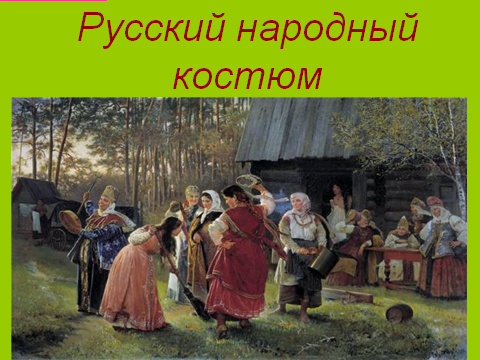 Русский народный
костюм